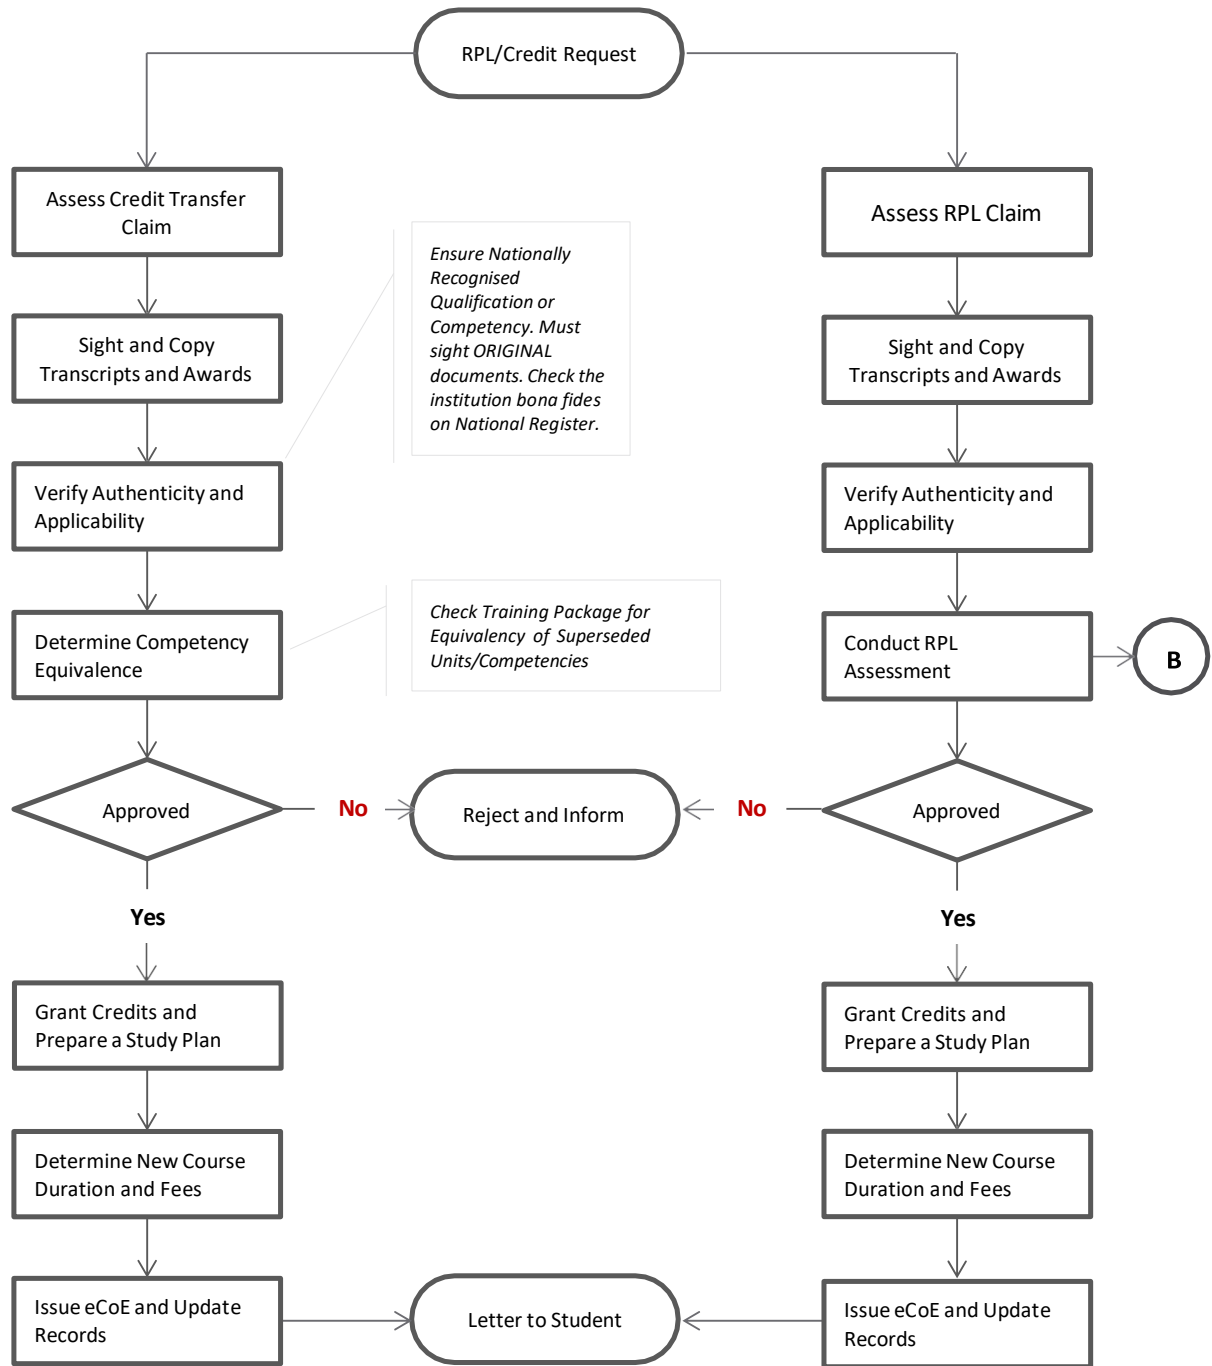 RPL/Credit Request
Assess Credit Transfer
Claim
Assess RPL Claim
Ensure Nationally
Recognised
Qualification or
Competency. Must
sight ORIGINAL
documents. Check the
institution bona fides
on National Register.
Sight and Copy
Transcripts and Awards
Sight and Copy
Transcripts and Awards
Verify Authenticity and
Applicability
Verify Authenticity and
Applicability
Determine Competency
Equivalence
Check Training Package for
Equivalency of Superseded
Units/Competencies
Conduct RPL
Assessment
B
Approved
No
Reject and Inform
No
Approved
Yes
Yes
Grant Credits and
Prepare a Study Plan
Grant Credits and
Prepare a Study Plan
Determine New Course
Duration and Fees
Determine New Course
Duration and Fees
Issue eCoE and Update
Records
Letter to Student
Issue eCoE and Update
Records